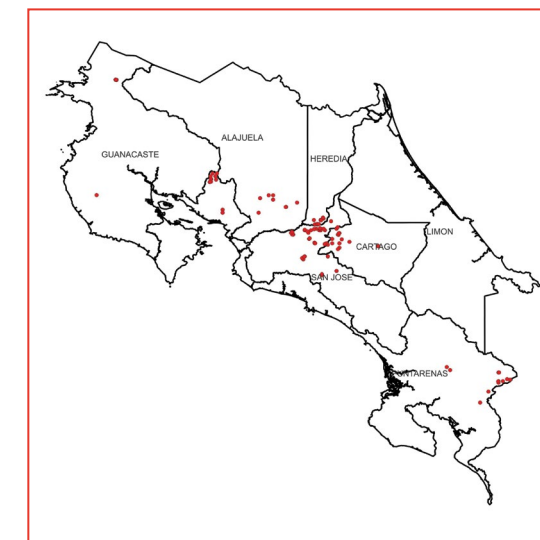 ALAJUELA
GUANACASTE
HEREDIA
LIMON
CARTAGO
SAN JOSE
PUNTARENAS